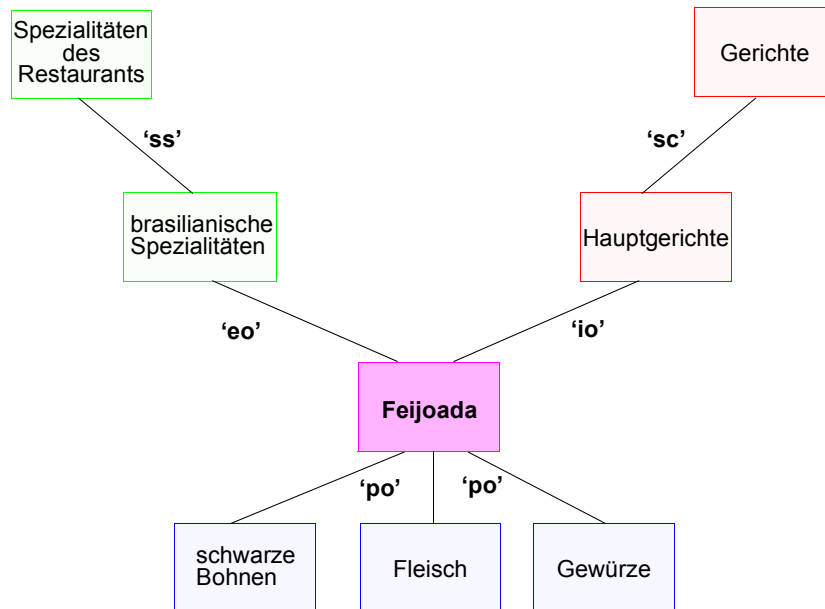 Spezialitäten
des
Restaurants
Gerichte
‘ss’
‘sc’
brasilianische
Spezialitäten
Hauptgerichte
‘eo’
‘io’
Feijoada
‘po’
‘po’
schwarze
Bohnen
Fleisch
Gewürze